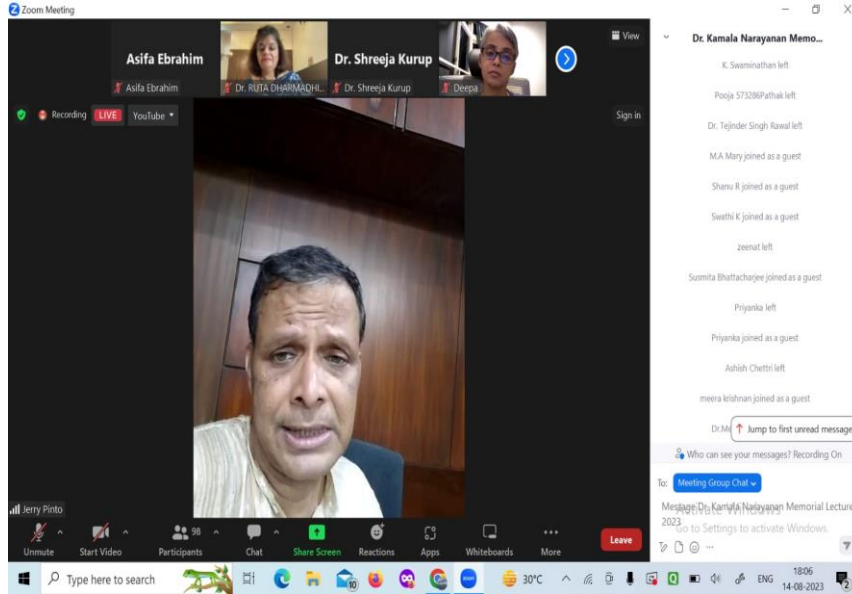 Zoom Meeting
Asifa Ebrahim
Dr. Shreeja Kurup
View
Asifa Ebrahim
Dr. RUTA DHARMADHI...
Dr. Shreeja Kurup
Deepa
Recording
LIVE
YouTube
Sign in
Jerry Pinto
98
Unmute
Start Video
Participants
Chat
Share Screen
Reactions
Apps
Whiteboards
More
Leave
Dr. Kamala Narayanan Memo...
K. Swaminathan left
Pooja 573286Pathak left
Dr. Tejinder Singh Rawal left
M.A Mary joined as a guest
Shanu R joined as a guest
Swathi K joined as a guest
zeenat left
Susmita Bhattacharjee joined as a guest
Priyanka left
Priyanka joined as a guest
Ashish Chettri left
meera krishnan joined as a guest
Dr.Me
Jump to first unread message
Who can see your messages? Recording On
To: Meeting Group Chat
Message Dr. Kamala Narayanan Memorial Lecture
2023
Activate Windows
Go to Settings to activate Windows.
Type here to search
10
30°C
ENG
18:06
14-08-2023
2